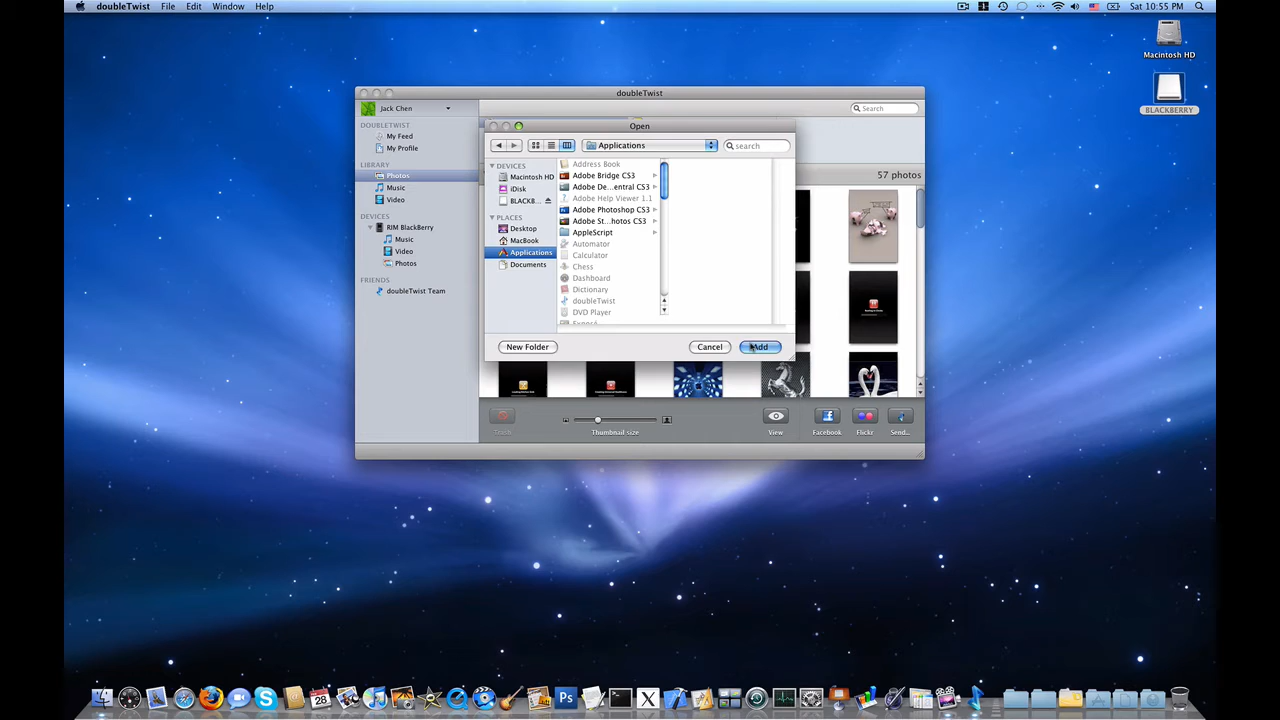 doubleTwist File Edit Window Help Sat 10:55 PM
Macintosh HD
BLACKBERRY
doubleTwist
Jack Chen Search
DOUBLETWIST
My Feed
My Profile
LIBRARY
Photos
Music
Video
DEVICES
RIM BlackBerry
Music
Video
Photos
FRIENDS
doubleTwist Team
Open
Applications search
DEVICES
Macintosh HD
iDisk
BLACKB...
PLACES
Desktop
MacBook
Applications
Documents
Address Book
Adobe Bridge CS3
Adobe De...entral CS3
Adobe Help Viewer 1.1
Adobe Photoshop CS3
Adobe St...hotos CS3
AppleScript
Automator
Calculator
Chess
Dashboard
Dictionary
doubleTwist
DVD Player
New Folder Cancel Add
57 photos
Thumbnail size View Facebook Flickr Send...
28
Ps
X